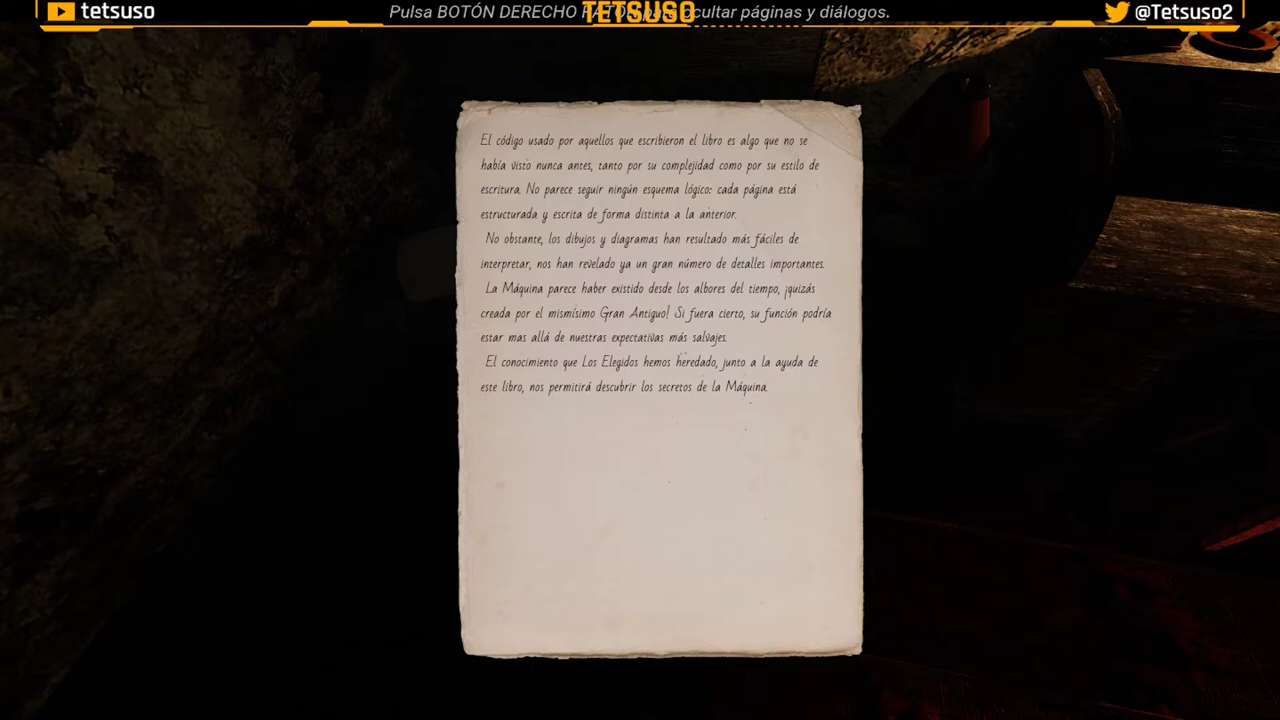 tetsuso
Pulsa BOTÓN DERECHO para ocultar páginas y diálogos.
TETSUSO
@Tetsuso2
El código usado por aquellos que escribieron el libro es algo que no se
había visto nunca antes, tanto por su complejidad como por su estilo de
escritura. No parece seguir ningún esquema lógico: cada página está
estructurada y escrita de forma distinta a la anterior.
No obstante, los dibujos y diagramas han resultado más fáciles de
interpretar, nos han revelado ya un gran número de detalles importantes.
La Máquina parece haber existido desde los albores del tiempo, ¡quizás
creada por el mismísimo Gran Antiguo! Si fuera cierto, su función podría
estar mas allá de nuestras expectativas más salvajes.
El conocimiento que Los Elegidos hemos heredado, junto a la ayuda de
este libro, nos permitirá descubrir los secretos de la Máquina.